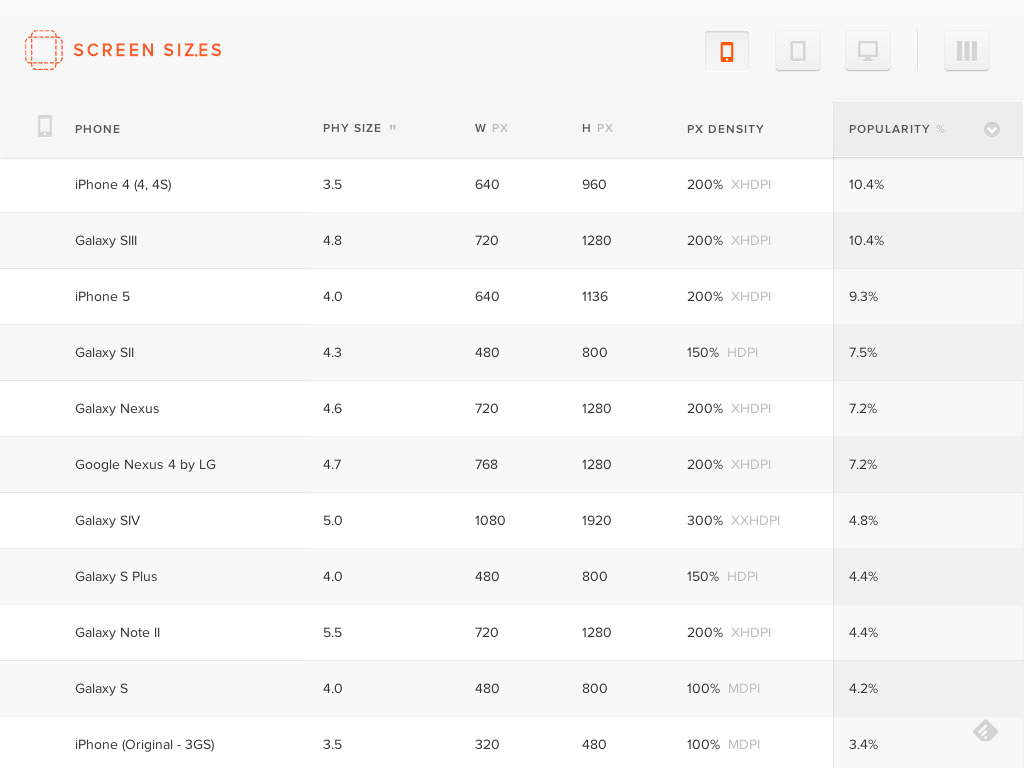 SCREEN SIZ.ES
PHONE PHY SIZE " W PX H PX PX DENSITY POPULARITY %
iPhone 4 (4, 4S) 3.5 640 960 200% XHDPI 10.4%
Galaxy SIII 4.8 720 1280 200% XHDPI 10.4%
iPhone 5 4.0 640 1136 200% XHDPI 9.3%
Galaxy SII 4.3 480 800 150% HDPI 7.5%
Galaxy Nexus 4.6 720 1280 200% XHDPI 7.2%
Google Nexus 4 by LG 4.7 768 1280 200% XHDPI 7.2%
Galaxy SIV 5.0 1080 1920 300% XXHDPI 4.8%
Galaxy S Plus 4.0 480 800 150% HDPI 4.4%
Galaxy Note II 5.5 720 1280 200% XHDPI 4.4%
Galaxy S 4.0 480 800 100% MDPI 4.2%
iPhone (Original - 3GS) 3.5 320 480 100% MDPI 3.4%